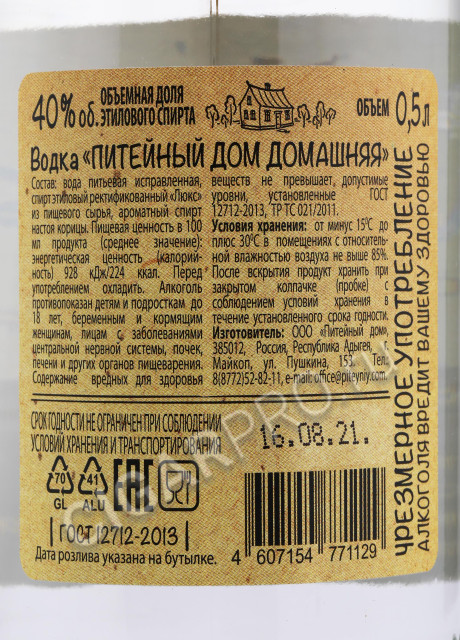 40% об. ОБЪЕМНАЯ ДОЛЯ
ЭТИЛОВОГО СПИРТА
ОБЪЕМ 0,5 л
Водка «ПИТЕЙНЫЙ ДОМ ДОМАШНЯЯ»
Состав: вода питьевая исправленная,
спирт этиловый ректификованный «Люкс»
из пищевого сырья, ароматный спирт
настоя корицы. Пищевая ценность в 100
мл продукта (среднее значение):
энергетическая ценность (калорий-
ность) 928 кДж/224 ккал. Перед
употреблением охладить. Алкоголь
противопоказан детям и подросткам до
18 лет, беременным и кормящим
женщинам, лицам с заболеваниями
центральной нервной системы, почек,
печени и других органов пищеварения.
Содержание вредных для здоровья
веществ не превышает допустимые
уровни, установленные ГОСТ
12712-2013, ТР ТС 021/2011.
Условия хранения: от минус 15⁰С до
плюс 30⁰С в помещениях с относитель-
ной влажностью воздуха не выше 85%.
После вскрытия продукт хранить при
закрытом колпачке (пробке) с
соблюдением условий хранения в
течение установленного срока годности.
Изготовитель: ООО «Питейный дом»,
385012, Россия, Республика Адыгея, г.
Майкоп, ул. Пушкина, 153. Тел.:
8(8772)52-82-11, e-mail: office@piteyniy.com
СРОК ГОДНОСТИ НЕ ОГРАНИЧЕН ПРИ СОБЛЮДЕНИИ
УСЛОВИЙ ХРАНЕНИЯ И ТРАНСПОРТИРОВАНИЯ
16.08.21.
70
GL
41
ALU
EAC
ГОСТ 12712-2013
Дата розлива указана на бутылке.
4 607154 771129
ЧРЕЗМЕРНОЕ УПОТРЕБЛЕНИЕ
АЛКОГОЛЯ ВРЕДИТ ВАШЕМУ ЗДОРОВЬЮ
CIGARPRO.RU